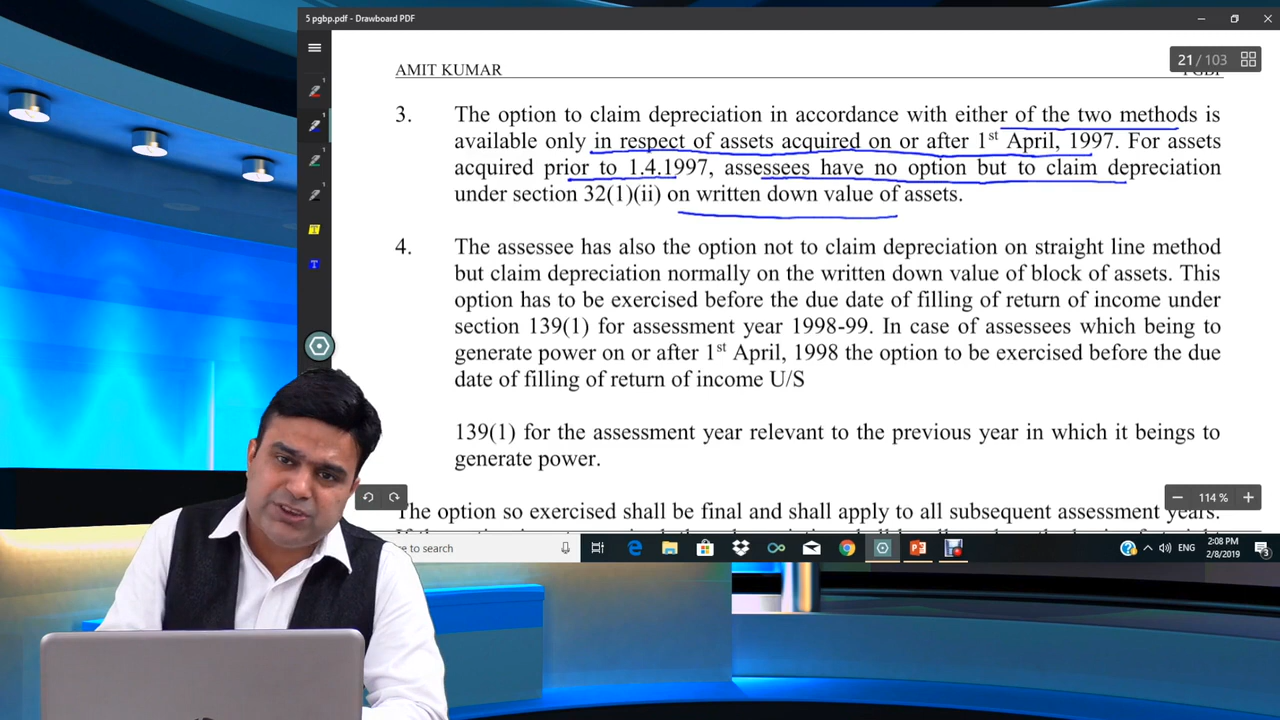 5 pgbp.pdf - Drawboard PDF
21 / 103
AMIT KUMAR
3. The option to claim depreciation in accordance with either of the two methods is
available only in respect of assets acquired on or after 1st April, 1997. For assets
acquired prior to 1.4.1997, assessees have no option but to claim depreciation
under section 32(1)(ii) on written down value of assets.
4. The assessee has also the option not to claim depreciation on straight line method
but claim depreciation normally on the written down value of block of assets. This
option has to be exercised before the due date of filling of return of income under
section 139(1) for assessment year 1998-99. In case of assessees which being to
generate power on or after 1st April, 1998 the option to be exercised before the due
date of filling of return of income U/S
139(1) for the assessment year relevant to the previous year in which it beings to
generate power.
114 %
The option so exercised shall be final and shall apply to all subsequent assessment years.
to search
ENG
2:08 PM
2/8/2019
3